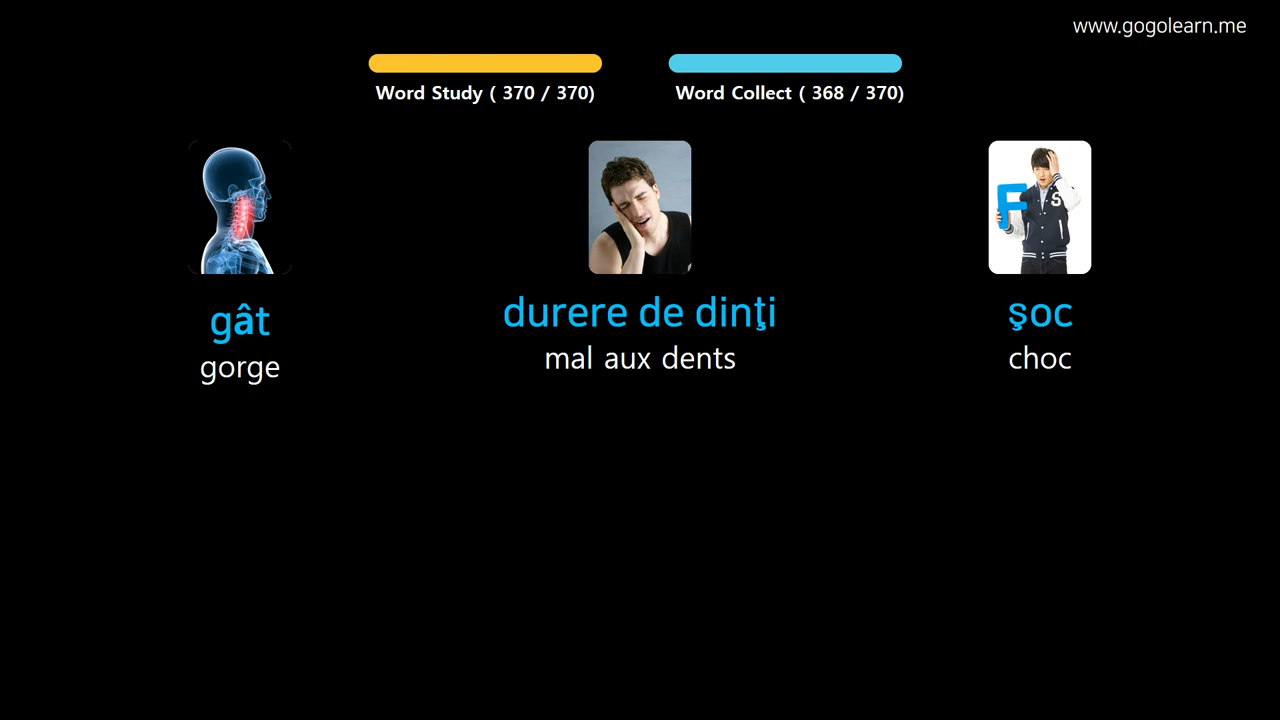 www.gogolearn.me
Word Study ( 370 / 370)
Word Collect ( 368 / 370)
F
S
gât
durere de dinţi
şoc
gorge
mal aux dents
choc